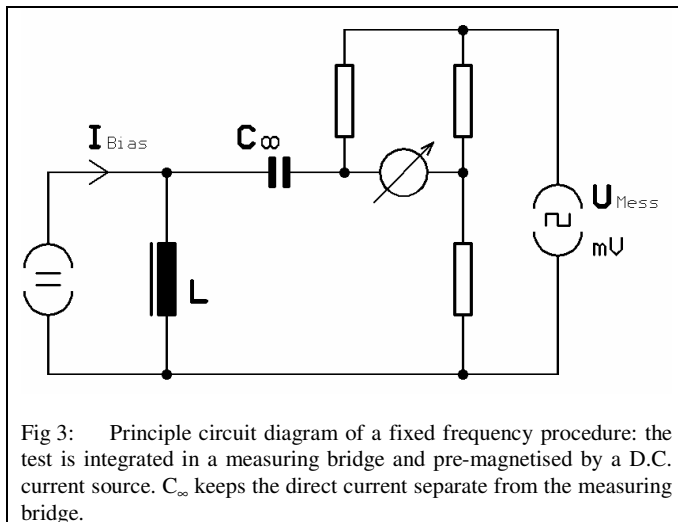 I Bias
C∞
U Mess
mV
L
Fig 3: Principle circuit diagram of a fixed frequency procedure: the
test is integrated in a measuring bridge and pre-magnetised by a D.C.
current source. C∞ keeps the direct current separate from the measuring
bridge.